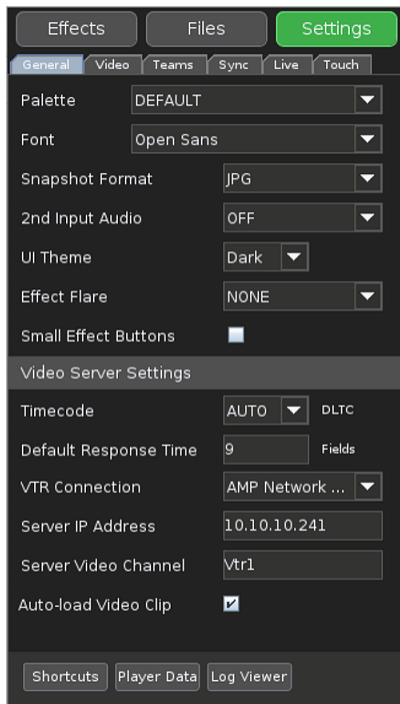 Effects Files Settings
General Video Teams Sync Live Touch
Palette DEFAULT
Font Open Sans
Snapshot Format JPG
2nd Input Audio OFF
UI Theme Dark
Effect Flare NONE
Small Effect Buttons
Video Server Settings
Timecode AUTO DLTC
Default Response Time 9 Fields
VTR Connection AMP Network ...
Server IP Address 10.10.10.241
Server Video Channel Vtr1
Auto-load Video Clip
Shortcuts Player Data Log Viewer